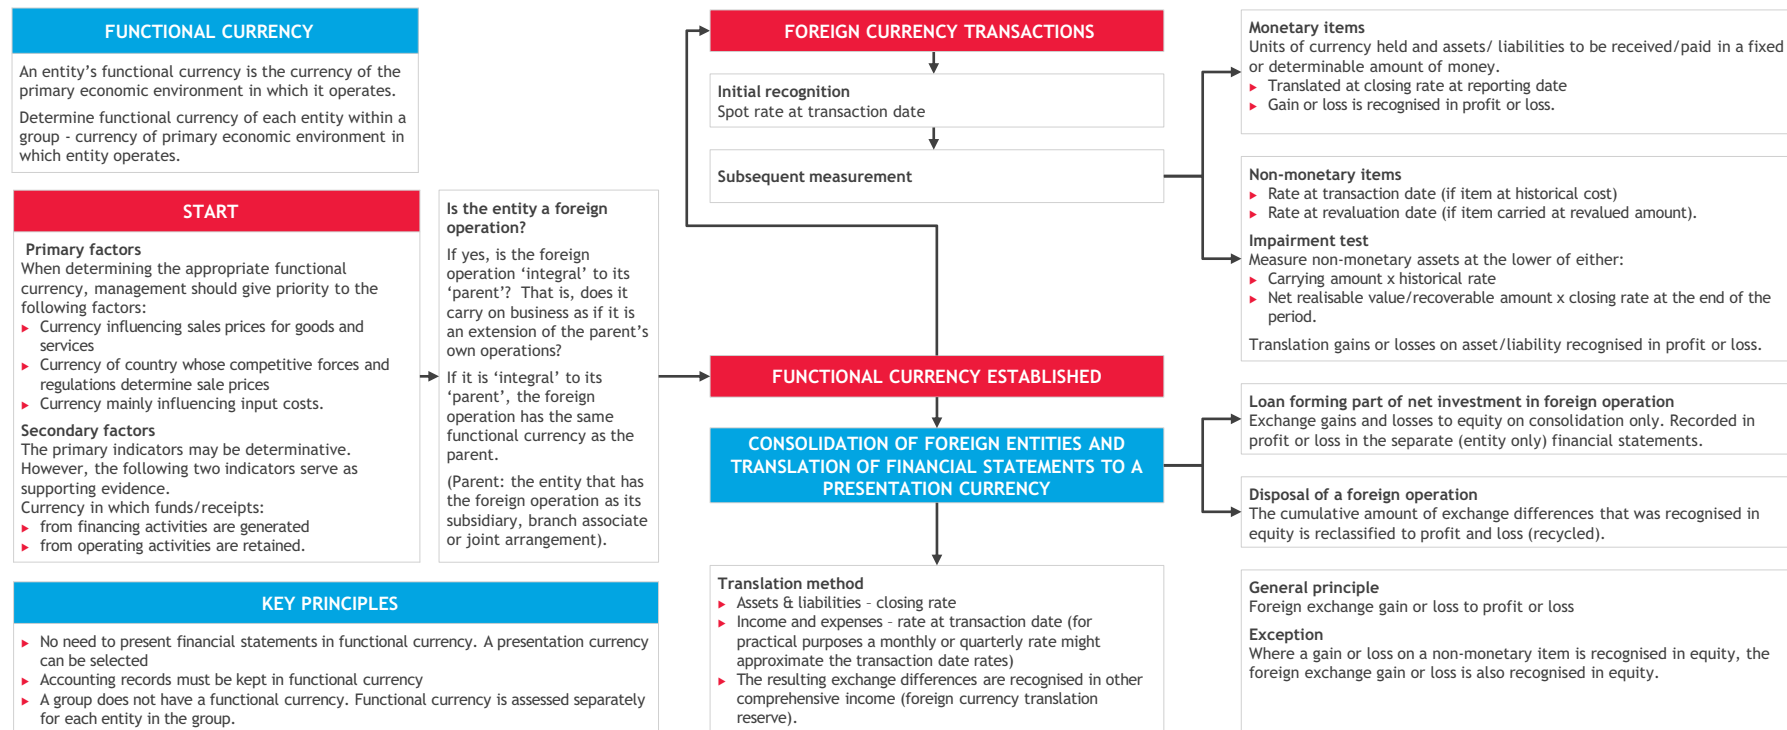 FUNCTIONAL CURRENCY
An entity's functional currency is the currency of the
primary economic environment in which it operates.
Determine functional currency of each entity within a
group - currency of primary economic environment in
which entity operates.
START
Primary factors
When determining the appropriate functional
currency, management should give priority to the
following factors:
► Currency influencing sales prices for goods and
services
► Currency of country whose competitive forces and
regulations determine sale prices
► Currency mainly influencing input costs.
Secondary factors
The primary indicators may be determinative.
However, the following two indicators serve as
supporting evidence.
Currency in which funds/receipts:
► from financing activities are generated
► from operating activities are retained.
Is the entity a foreign
operation?
If yes, is the foreign
operation 'integral' to its
'parent'? That is, does it
carry on business as if it is
an extension of the parent's
own operations?
If it is 'integral' to its
'parent', the foreign
operation has the same
functional currency as the
parent.
(Parent: the entity that has
the foreign operation as its
subsidiary, branch associate
or joint arrangement).
KEY PRINCIPLES
► No need to present financial statements in functional currency. A presentation currency
can be selected
► Accounting records must be kept in functional currency
► A group does not have a functional currency. Functional currency is assessed separately
for each entity in the group.
FOREIGN CURRENCY TRANSACTIONS
Initial recognition
Spot rate at transaction date
Subsequent measurement
FUNCTIONAL CURRENCY ESTABLISHED
CONSOLIDATION OF FOREIGN ENTITIES AND
TRANSLATION OF FINANCIAL STATEMENTS TO A
PRESENTATION CURRENCY
Translation method
► Assets & liabilities – closing rate
► Income and expenses – rate at transaction date (for
practical purposes a monthly or quarterly rate might
approximate the transaction date rates)
► The resulting exchange differences are recognised in other
comprehensive income (foreign currency translation
reserve).
Monetary items
Units of currency held and assets/ liabilities to be received/paid in a fixed
or determinable amount of money.
► Translated at closing rate at reporting date
► Gain or loss is recognised in profit or loss.
Non-monetary items
► Rate at transaction date (if item at historical cost)
► Rate at revaluation date (if item carried at revalued amount).
Impairment test
Measure non-monetary assets at the lower of either:
► Carrying amount x historical rate
► Net realisable value/recoverable amount x closing rate at the end of the
period.
Translation gains or losses on asset/liability recognised in profit or loss.
Loan forming part of net investment in foreign operation
Exchange gains and losses to equity on consolidation only. Recorded in
profit or loss in the separate (entity only) financial statements.
Disposal of a foreign operation
The cumulative amount of exchange differences that was recognised in
equity is reclassified to profit and loss (recycled).
General principle
Foreign exchange gain or loss to profit or loss
Exception
Where a gain or loss on a non-monetary item is recognised in equity, the
foreign exchange gain or loss is also recognised in equity.